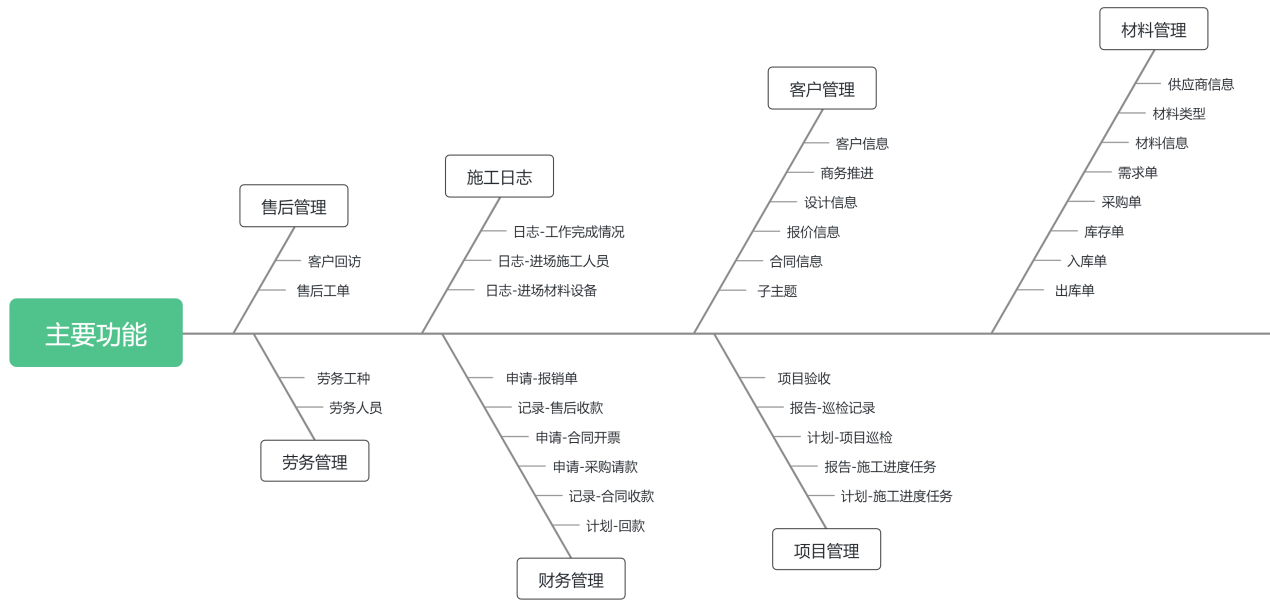 主要功能
售后管理
客户回访
售后工单
施工日志
日志-工作完成情况
日志-进场施工人员
日志-进场材料设备
客户管理
客户信息
商务推进
设计信息
报价信息
合同信息
子主题
材料管理
供应商信息
材料类型
材料信息
需求单
采购单
库存单
入库单
出库单
劳务工种
劳务人员
劳务管理
申请-报销单
记录-售后收款
申请-合同开票
申请-采购请款
记录-合同收款
计划-回款
财务管理
项目验收
报告-巡检记录
计划-项目巡检
报告-施工进度任务
计划-施工进度任务
项目管理